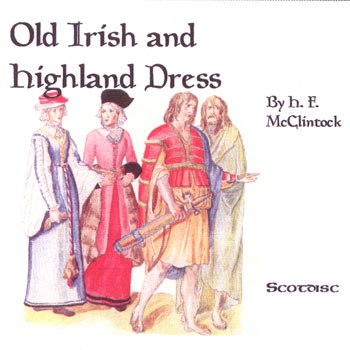 Old Irish and
Highland Dress
By H. F.
McClintock
Scotdisc